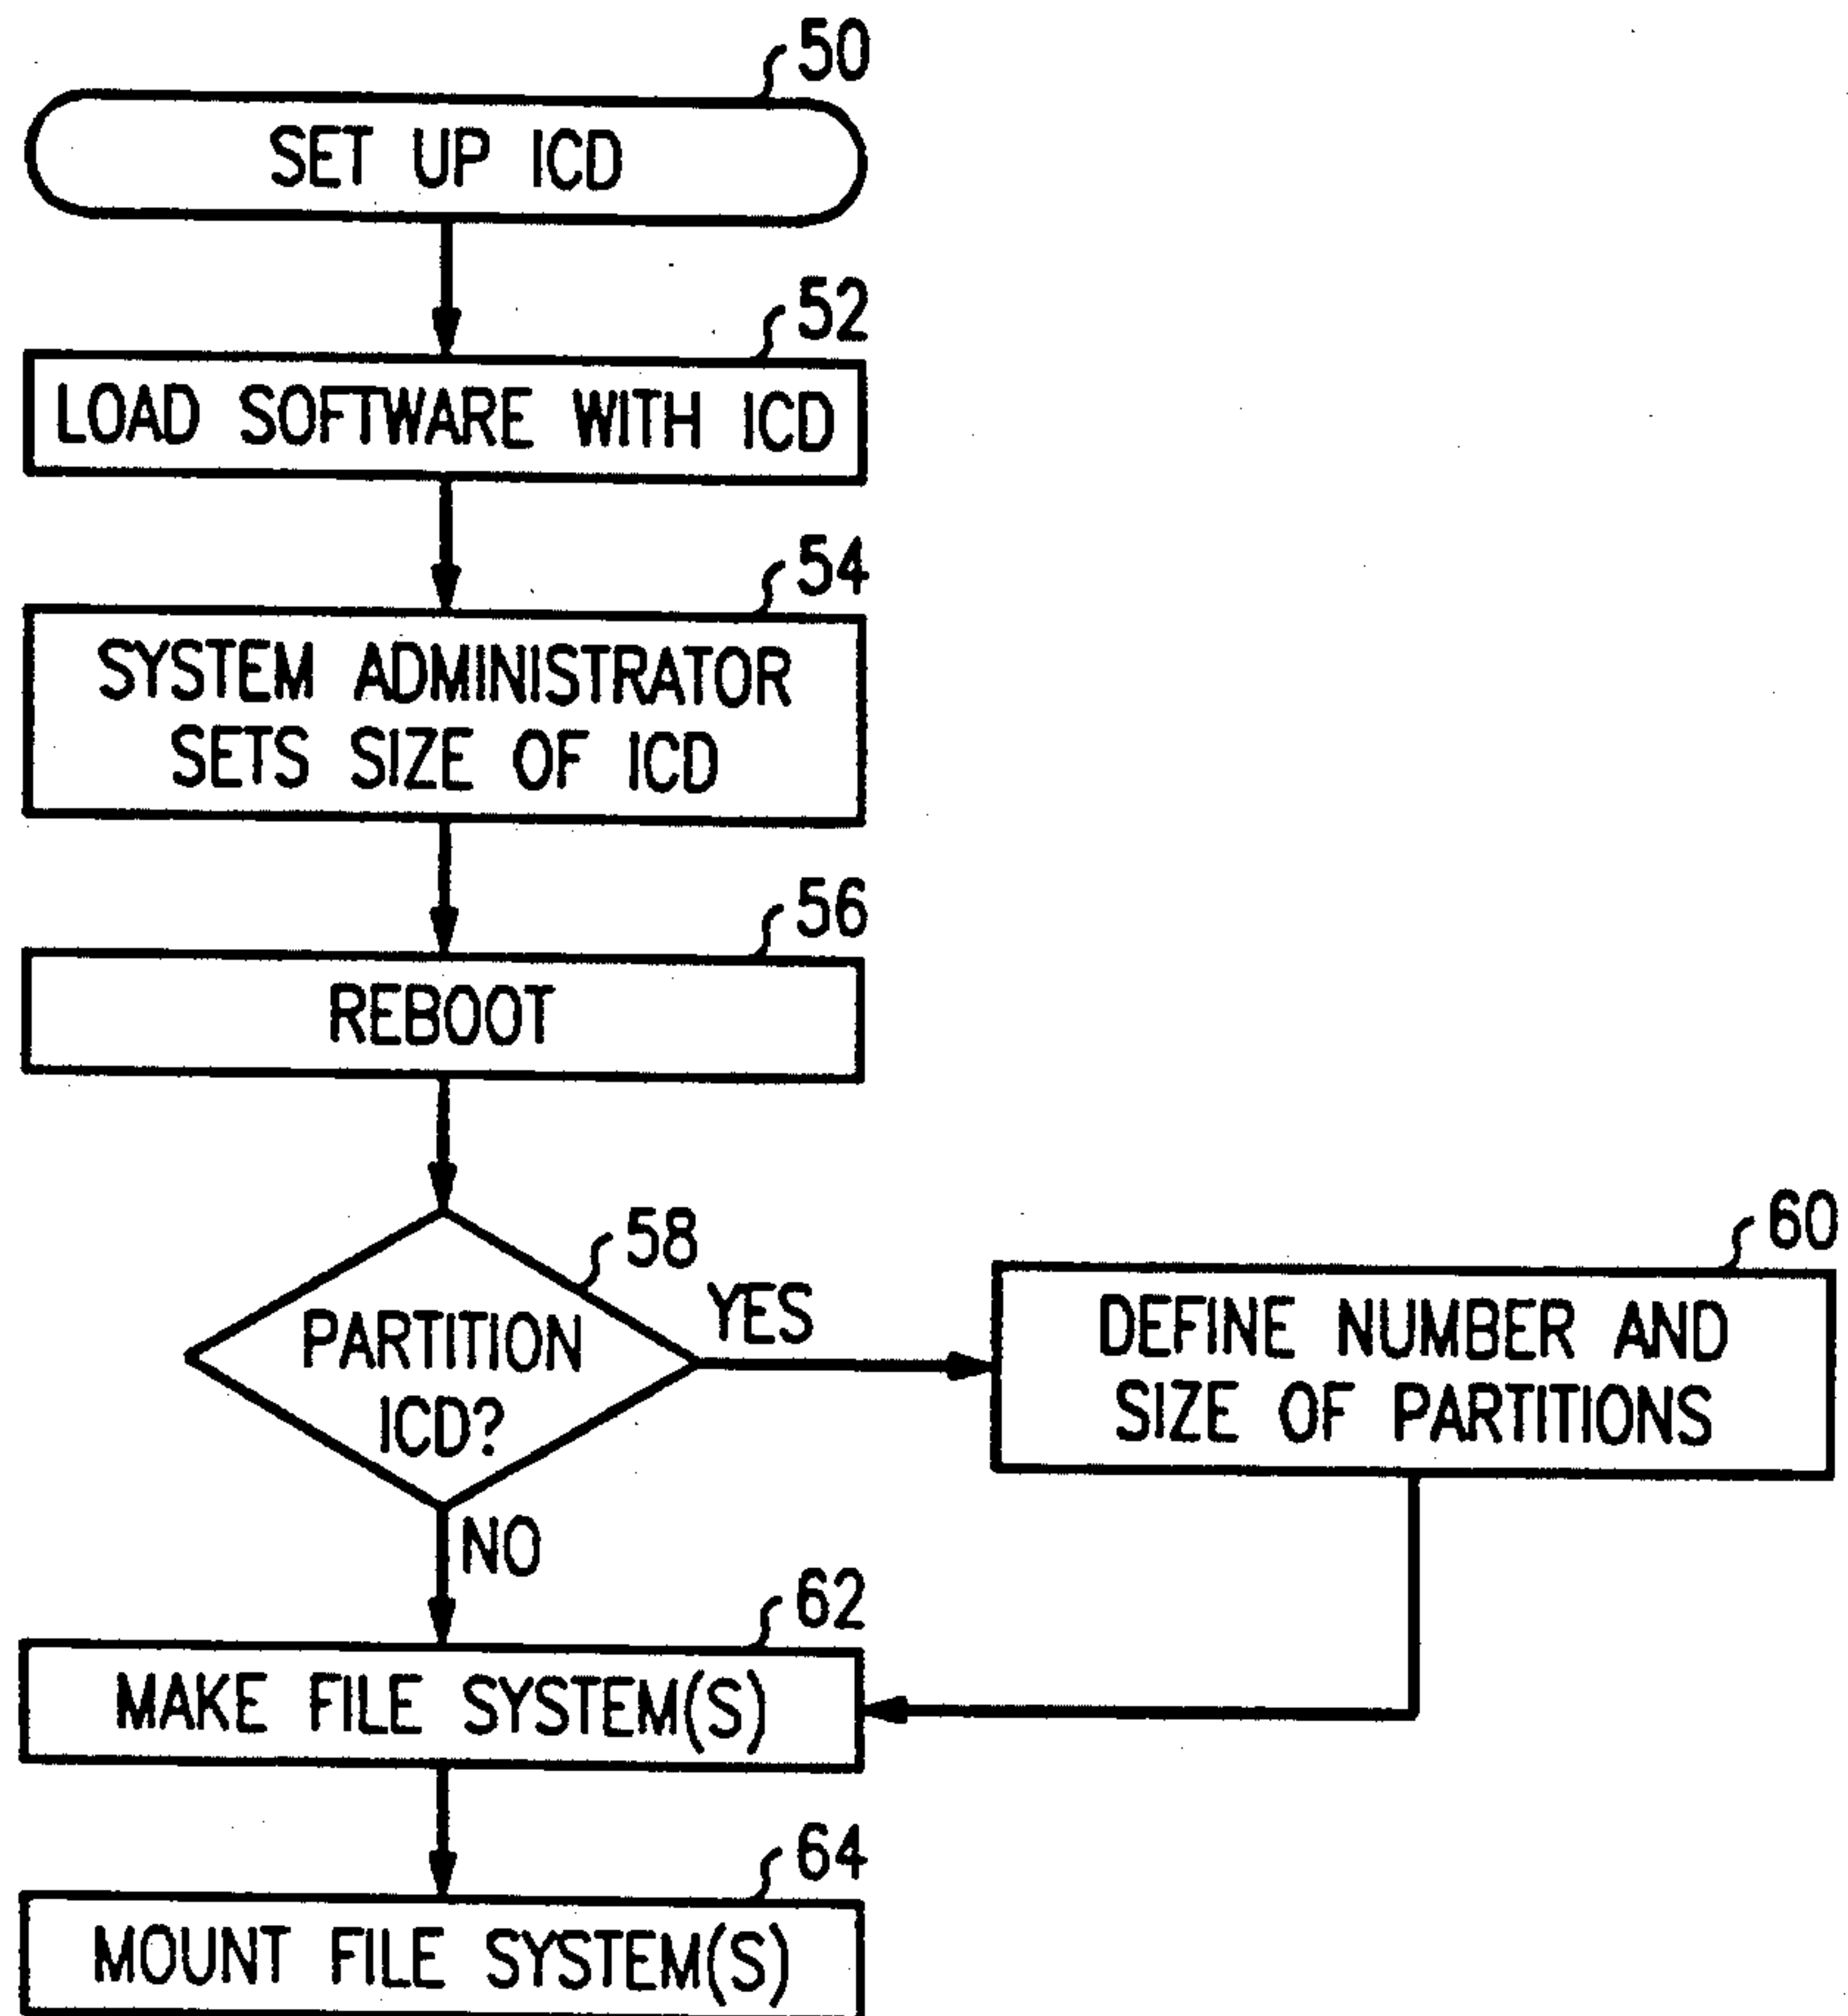 50
SET UP ICD
52
LOAD SOFTWARE WITH ICD
54
SYSTEM ADMINISTRATOR
SETS SIZE OF ICD
56
REBOOT
58
PARTITION
ICD?
YES
60
DEFINE NUMBER AND
SIZE OF PARTITIONS
NO
62
MAKE FILE SYSTEM(S)
64
MOUNT FILE SYSTEM(S)